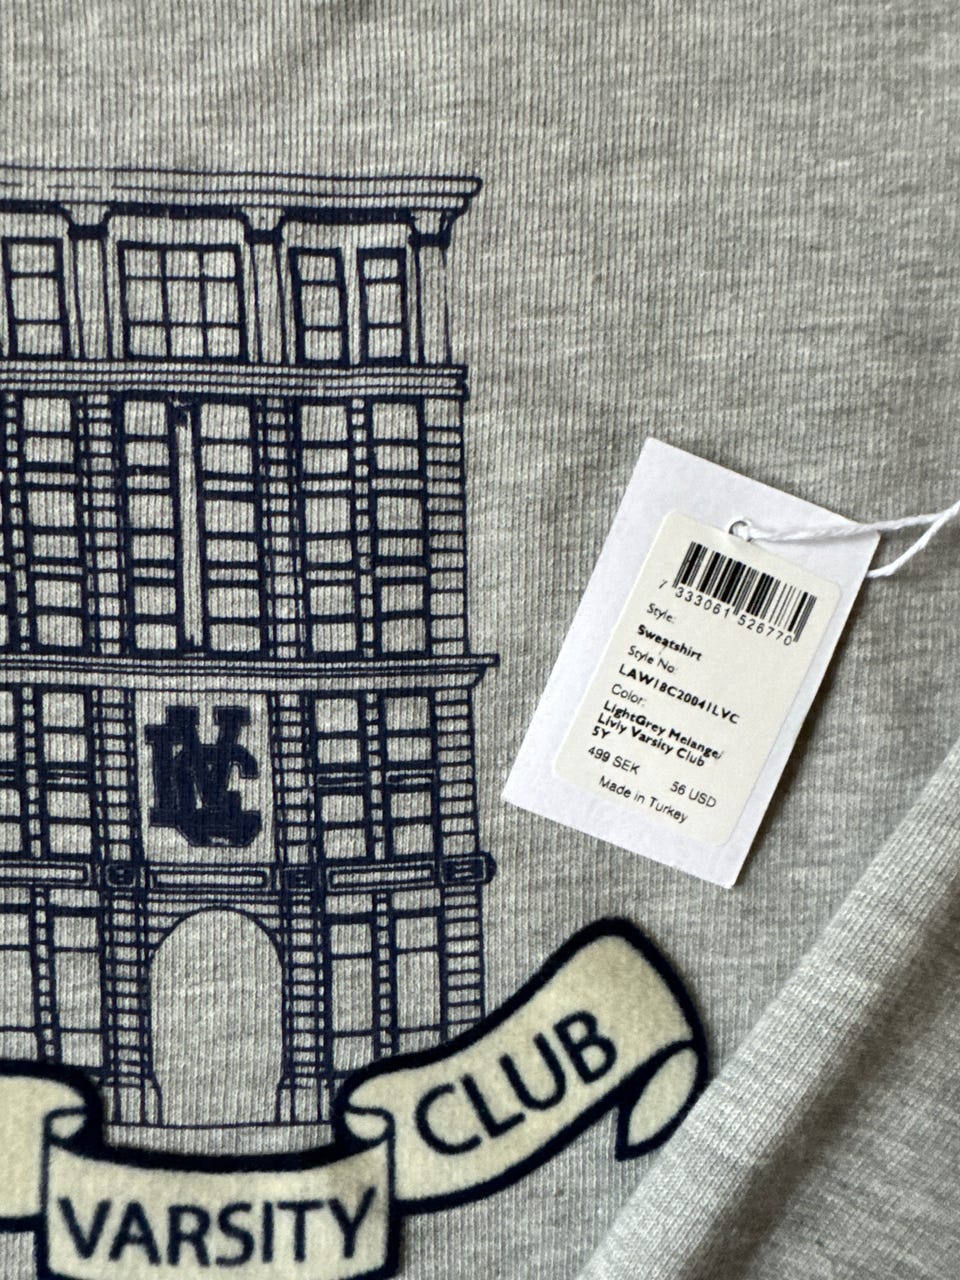 7 333061 526770
Style:
Sweatshirt
Style No:
LAW18C20041LVC
Color:
LightGrey Melange/
Livly Varsity Club
5Y
499 SEK 56 USD
Made in Turkey
LVC
VARSITY CLUB